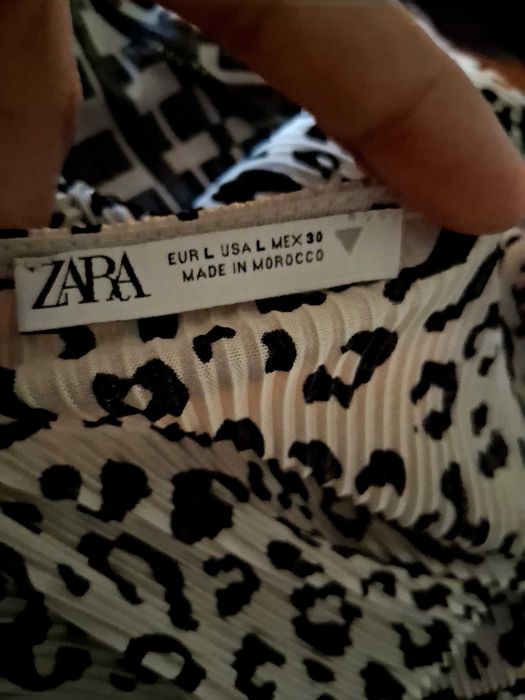 ZARA
EUR L USA L MEX 30
MADE IN MOROCCO